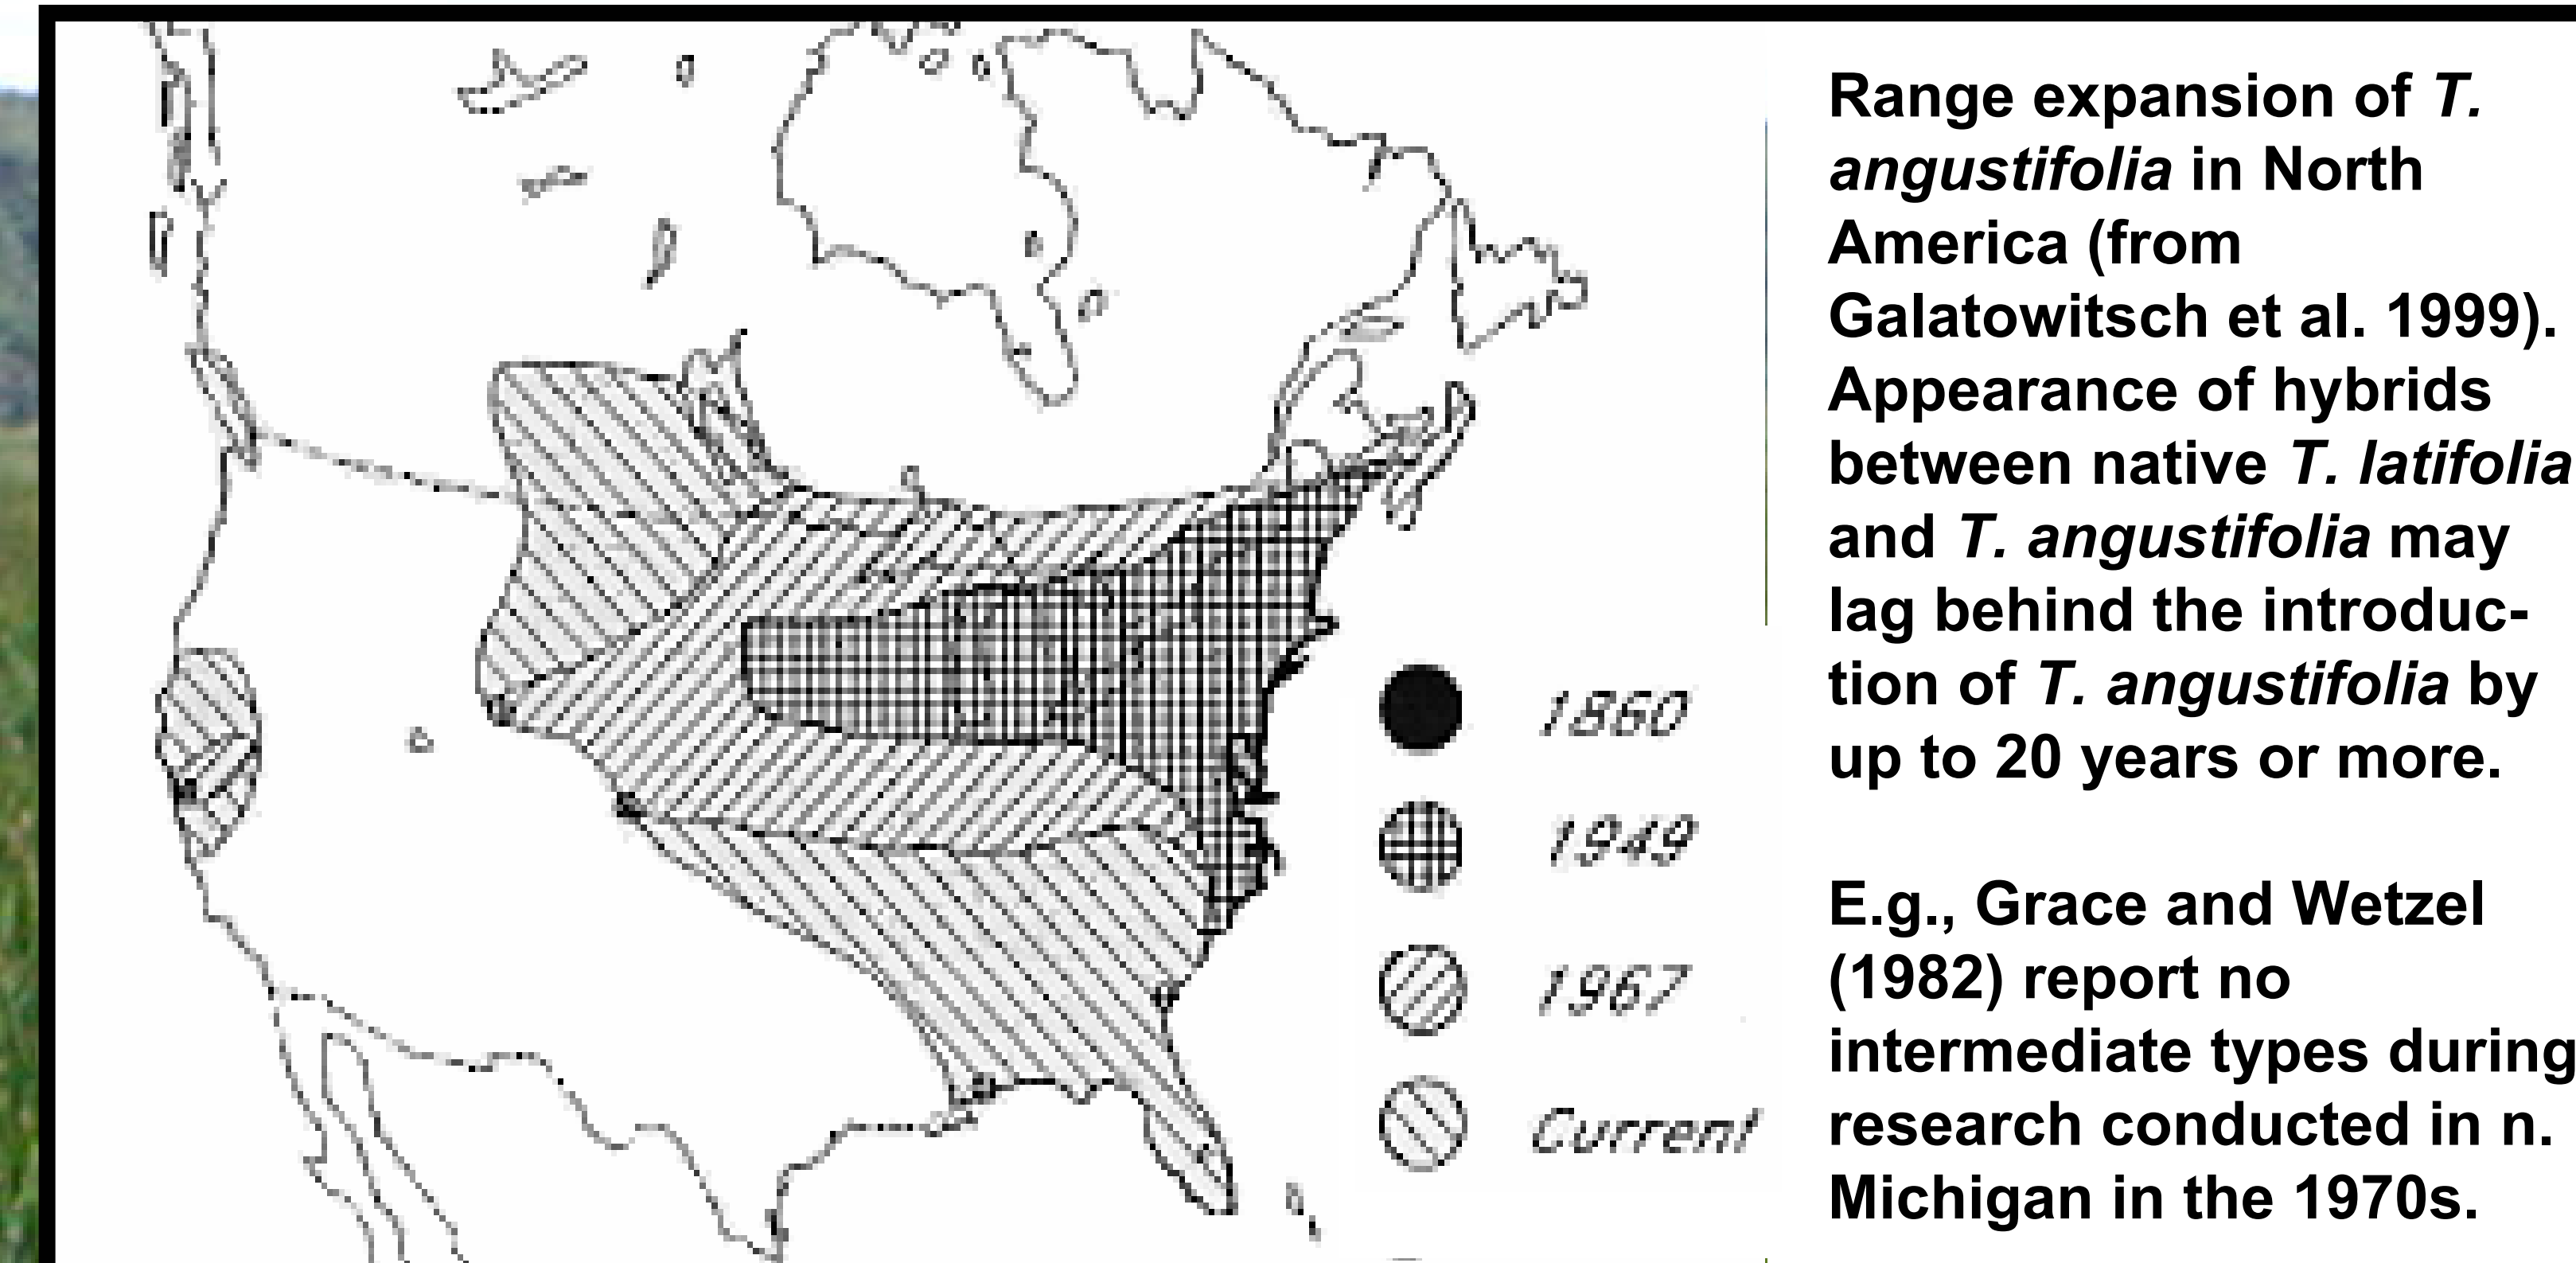 Range expansion of T.
angustifolia in North
America (from
Galatowitsch et al. 1999).
Appearance of hybrids
between native T. latifolia
and T. angustifolia may
lag behind the introduc-
tion of T. angustifolia by
up to 20 years or more.
E.g., Grace and Wetzel
(1982) report no
intermediate types during
research conducted in n.
Michigan in the 1970s.
1860
1949
1967
Current